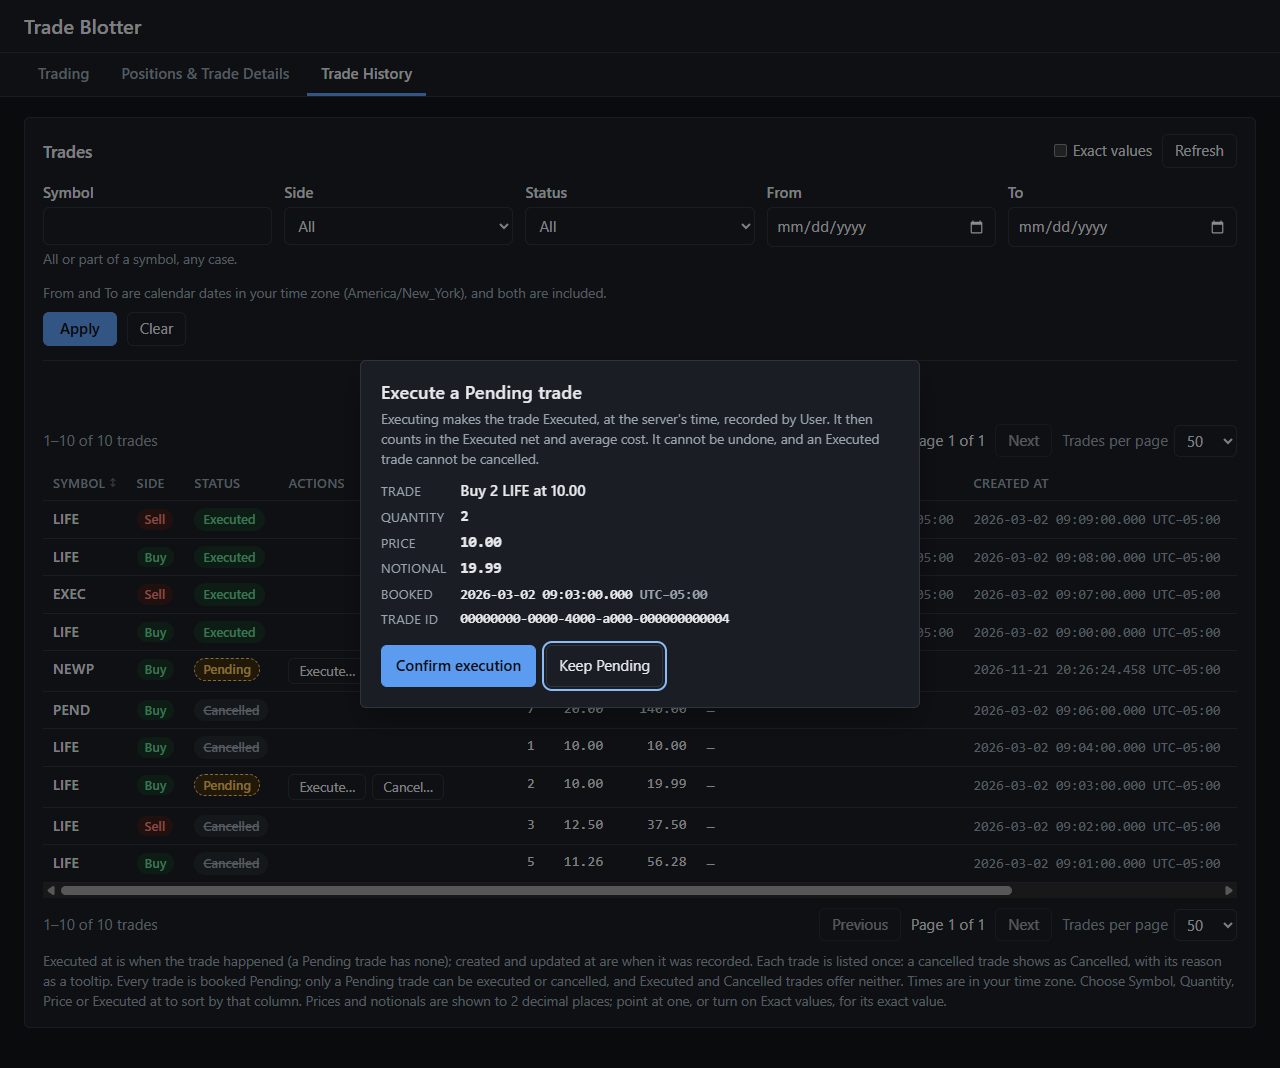 Trade Blotter
Trading Positions & Trade Details Trade History
Trades
Exact values Refresh
Symbol Side Status From To
All All mm/dd/yyyy mm/dd/yyyy
All or part of a symbol, any case.
From and To are calendar dates in your time zone (America/New_York), and both are included.
Apply Clear
Execute a Pending trade
Executing makes the trade Executed, at the server's time, recorded by User. It then
counts in the Executed net and average cost. It cannot be undone, and an Executed
trade cannot be cancelled.
TRADE Buy 2 LIFE at 10.00
QUANTITY 2
PRICE 10.00
NOTIONAL 19.99
BOOKED 2026-03-02 09:03:00.000 UTC-05:00
TRADE ID 00000000-0000-4000-a000-000000000004
Confirm execution Keep Pending
1–10 of 10 trades age 1 of 1 Next Trades per page 50
SYMBOL SIDE STATUS ACTIONS CREATED AT
LIFE Sell Executed 05:00 2026-03-02 09:09:00.000 UTC-05:00
LIFE Buy Executed 05:00 2026-03-02 09:08:00.000 UTC-05:00
EXEC Sell Executed 05:00 2026-03-02 09:07:00.000 UTC-05:00
LIFE Buy Executed 05:00 2026-03-02 09:00:00.000 UTC-05:00
NEWP Buy Pending Execute... 2026-11-21 20:26:24.458 UTC-05:00
PEND Buy Cancelled 7 20.00 140.00 — 2026-03-02 09:06:00.000 UTC-05:00
LIFE Buy Cancelled 1 10.00 10.00 — 2026-03-02 09:04:00.000 UTC-05:00
LIFE Buy Pending Execute... Cancel... 2 10.00 19.99 — 2026-03-02 09:03:00.000 UTC-05:00
LIFE Sell Cancelled 3 12.50 37.50 — 2026-03-02 09:02:00.000 UTC-05:00
LIFE Buy Cancelled 5 11.26 56.28 — 2026-03-02 09:01:00.000 UTC-05:00
1–10 of 10 trades Previous Page 1 of 1 Next Trades per page 50
Executed at is when the trade happened (a Pending trade has none); created and updated at are when it was recorded. Each trade is listed once: a cancelled trade shows as Cancelled, with its reason
as a tooltip. Every trade is booked Pending; only a Pending trade can be executed or cancelled, and Executed and Cancelled trades offer neither. Times are in your time zone. Choose Symbol, Quantity,
Price or Executed at to sort by that column. Prices and notionals are shown to 2 decimal places; point at one, or turn on Exact values, for its exact value.